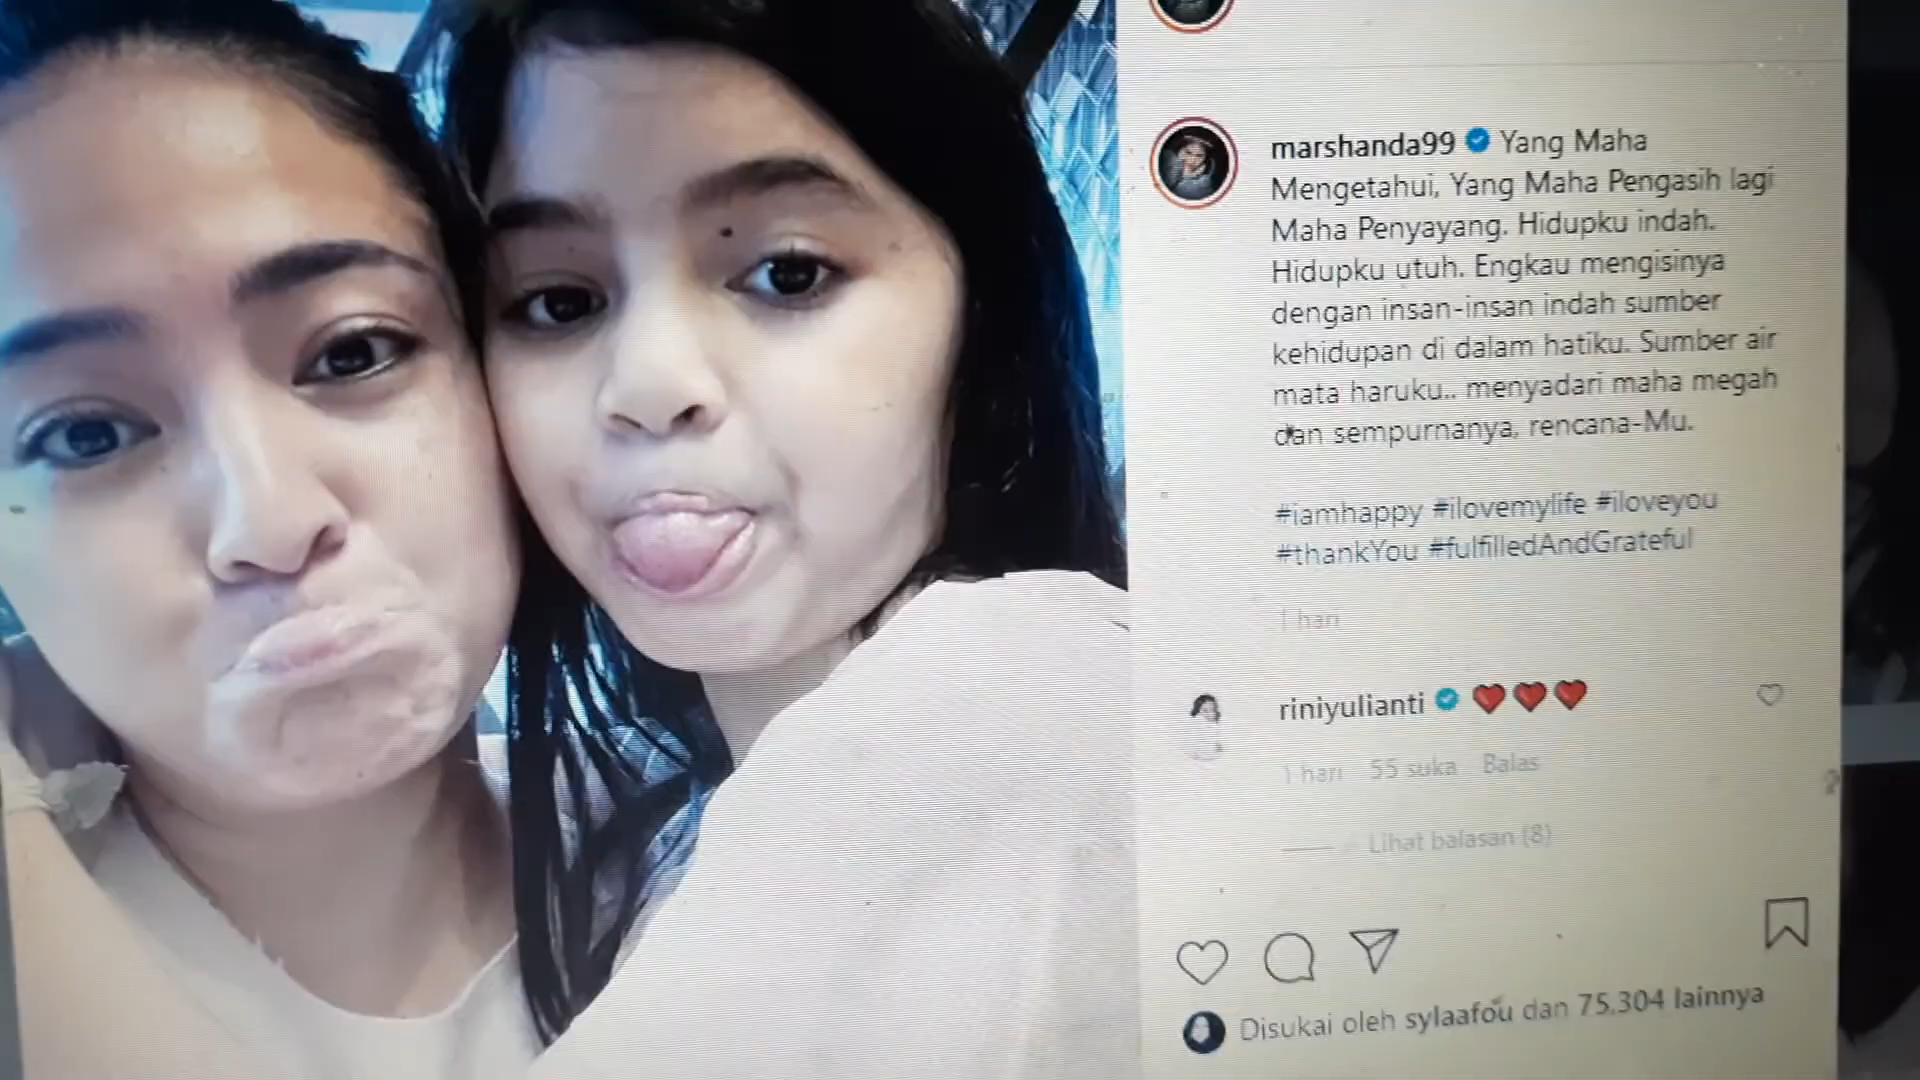 marshanda99 Yang Maha
Mengetahui, Yang Maha Pengasih lagi
Maha Penyayang. Hidupku indah.
Hidupku utuh. Engkau mengisinya
dengan insan-insan indah sumber
kehidupan di dalam hatiku. Sumber air
mata haruku.. menyadari maha megah
dan sempurnanya, rencana-Mu.
#iamhappy #ilovemylife #iloveyou
#thankYou #fulfilledAndGrateful
1 hari
riniyulianti ❤❤❤
1 hari 55 suka Balas
Lihat balasan (8)
Disukai oleh sylaafou dan 75,304 lainnya